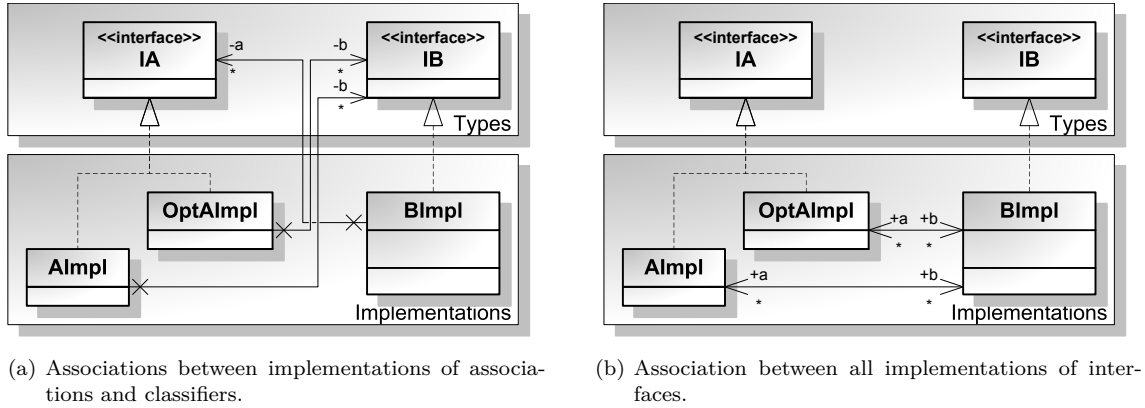 <<interface>>
IA
-a
*
-b
*
-b
*
<<interface>>
IB
Types
OptAImpl
BImpl
AImpl
Implementations
(a) Associations between implementations of associa-
tions and classifiers.
<<interface>>
IA
<<interface>>
IB
Types
OptAImpl
+a
+b
*
*
BImpl
AImpl
+a
+b
*
*
Implementations
(b) Association between all implementations of inter-
faces.